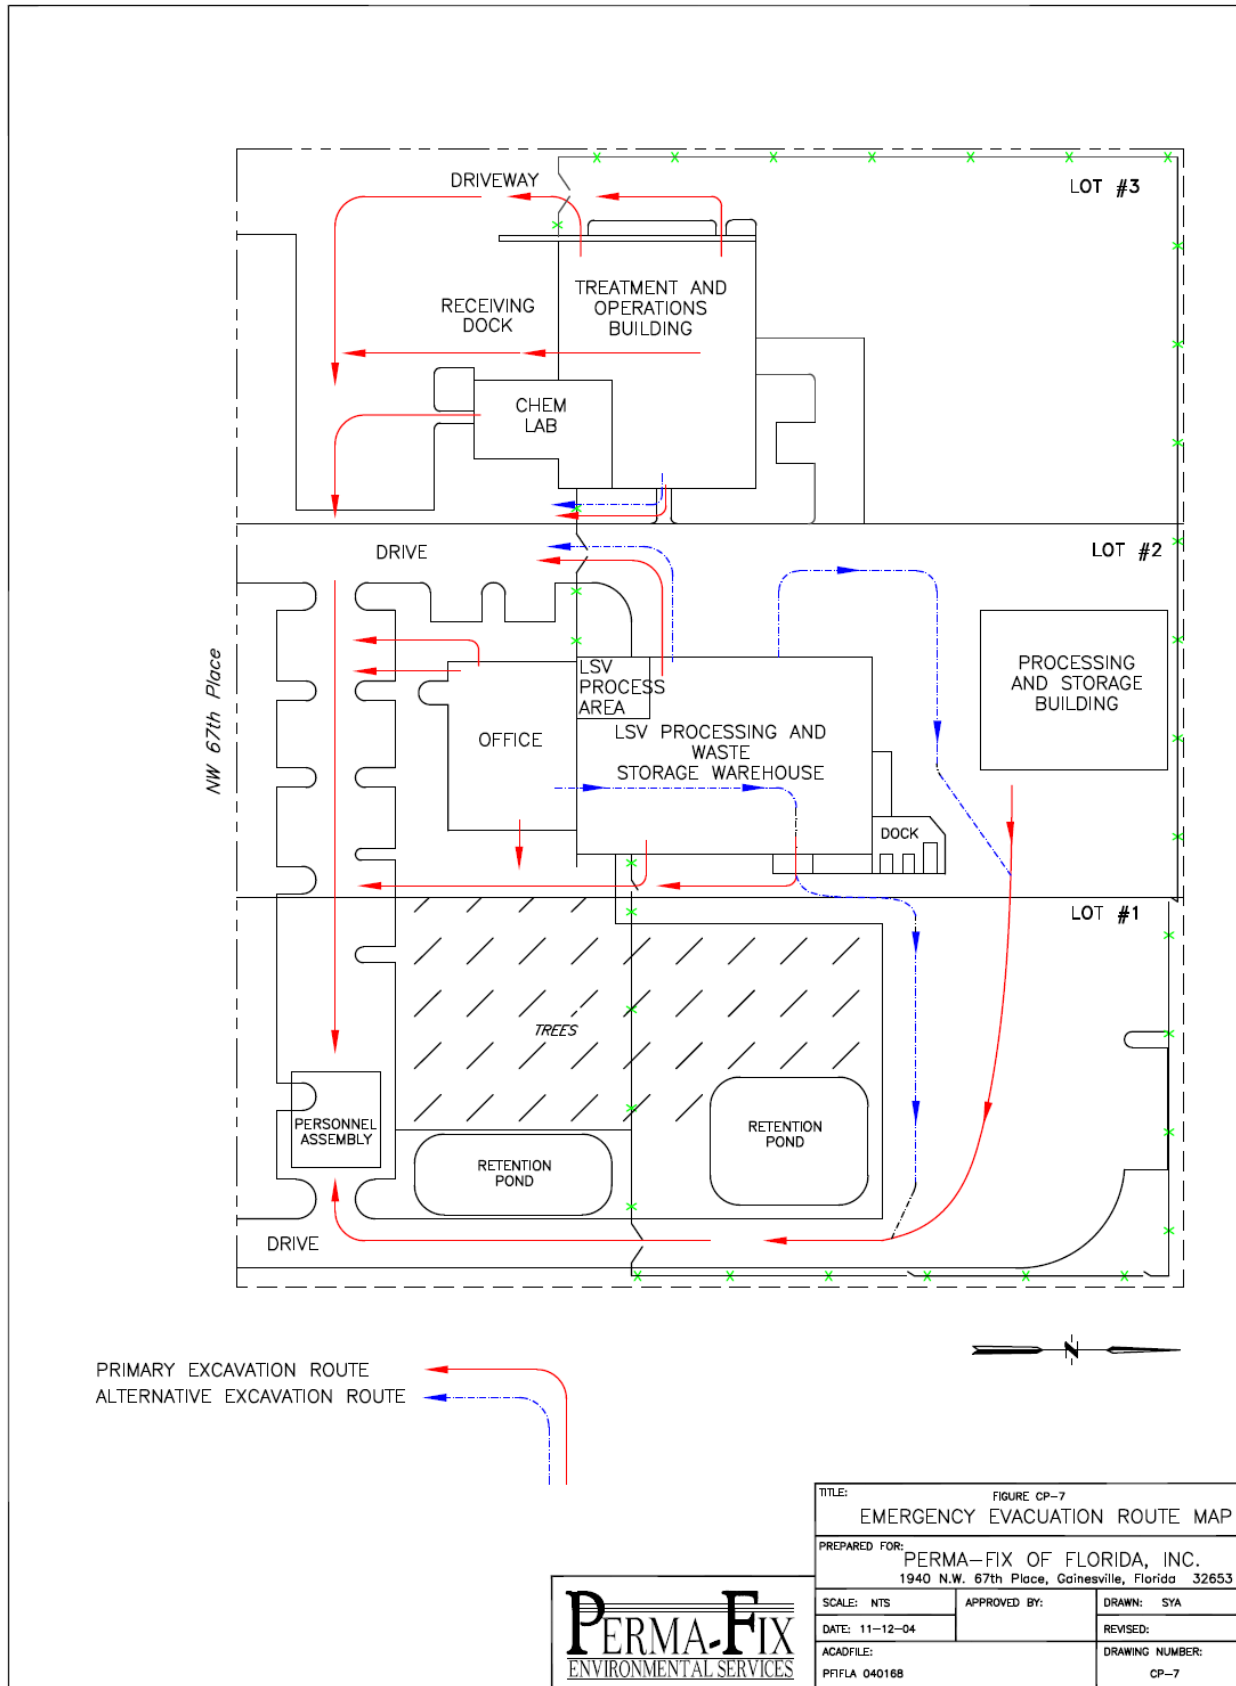 DRIVEWAY
LOT #3
TREATMENT AND
OPERATIONS
BUILDING
RECEIVING
DOCK
CHEM
LAB
DRIVE
LOT #2
NW 67th Place
LSV
PROCESS
AREA
PROCESSING
AND STORAGE
BUILDING
OFFICE
LSV PROCESSING AND
WASTE
STORAGE WAREHOUSE
DOCK
LOT #1
TREES
PERSONNEL
ASSEMBLY
RETENTION
POND
RETENTION
POND
DRIVE
N
PRIMARY EXCAVATION ROUTE
ALTERNATIVE EXCAVATION ROUTE
TITLE:
FIGURE CP-7
EMERGENCY EVACUATION ROUTE MAP
PREPARED FOR:
PERMA-FIX OF FLORIDA, INC.
1940 N.W. 67th Place, Gainesville, Florida 32653
SCALE: NTS
APPROVED BY:
DRAWN: SYA
DATE: 11-12-04
REVISED:
ACADFILE:
PFIFLA 040168
DRAWING NUMBER:
CP-7
PERMA-FIX
ENVIRONMENTAL SERVICES